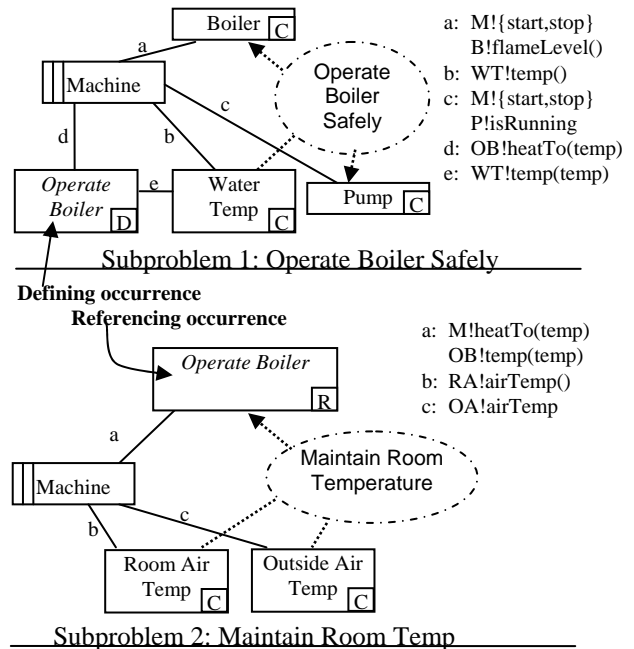 Boiler
C
a
Machine
Operate
Boiler
Safely
c
d
b
Operate
Boiler
D
e
Water
Temp
C
Pump
C
a: M!{start,stop}
B!flameLevel()
b: WT!temp()
c: M!{start,stop}
P!isRunning
d: OB!heatTo(temp)
e: WT!temp(temp)
Subproblem 1: Operate Boiler Safely
Defining occurrence
Referencing occurrence
Operate Boiler
R
a: M!heatTo(temp)
OB!temp(temp)
b: RA!airTemp()
c: OA!airTemp
a
Maintain Room
Temperature
Machine
b
c
Room Air
Temp
C
Outside Air
Temp
C
Subproblem 2: Maintain Room Temp